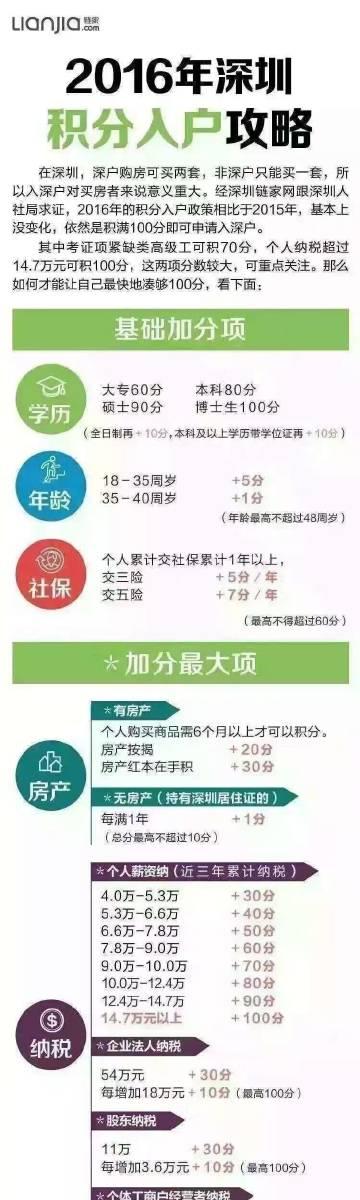 Lianjia.链家.com
2016年深圳
积分入户攻略
在深圳，深户购房可买两套，非深户只能买一套，所
以入深户对买房者来说意义重大。经深圳链家网跟深圳人
社局求证，2016年的积分入户政策相比于2015年，基本上
没变化，依然是积满100分即可申请入深户。
其中考证项紧缺类高级工可积70分，个人纳税超过
14.7万元可积100分，这两项分数较大，可重点关注。那么
如何才能让自己最快地凑够100分，看下面：
基础加分项
学历
大专60分 本科80分
硕士90分 博士生100分
（全日制再+10分，本科及以上学历带学位证再+10分）
年龄
18-35周岁 +5分
35-40周岁 +1分
（年龄最高不超过48周岁）
社保
个人累计交社保累计1年以上，
交三险 +5分/年
交五险 +7分/年
（最高不得超过60分）
*加分最大项
房产
*有房产
个人购买商品需6个月以上才可以积分。
房产按揭 +20分
房产红本在手积 +30分
*无房产（持有深圳居住证的）
每满1年 +1分
（总分最高不超过10分）
纳税
*个人薪资纳（近三年累计纳税）
4.0万-5.3万 +30分
5.3万-6.6万 +40分
6.6万-7.8万 +50分
7.8万-9.0万 +60分
9.0万-10.0万 +70分
10.0万-12.4万 +80分
12.4万-14.7万 +90分
14.7万元以上 +100分
*企业法人纳税
54万元 +30分
每增加18万元+10分（最高100分）
*股东纳税
11万 +30分
每增加3.6万元+10分（最高100分）
*个体工商户经营者纳税